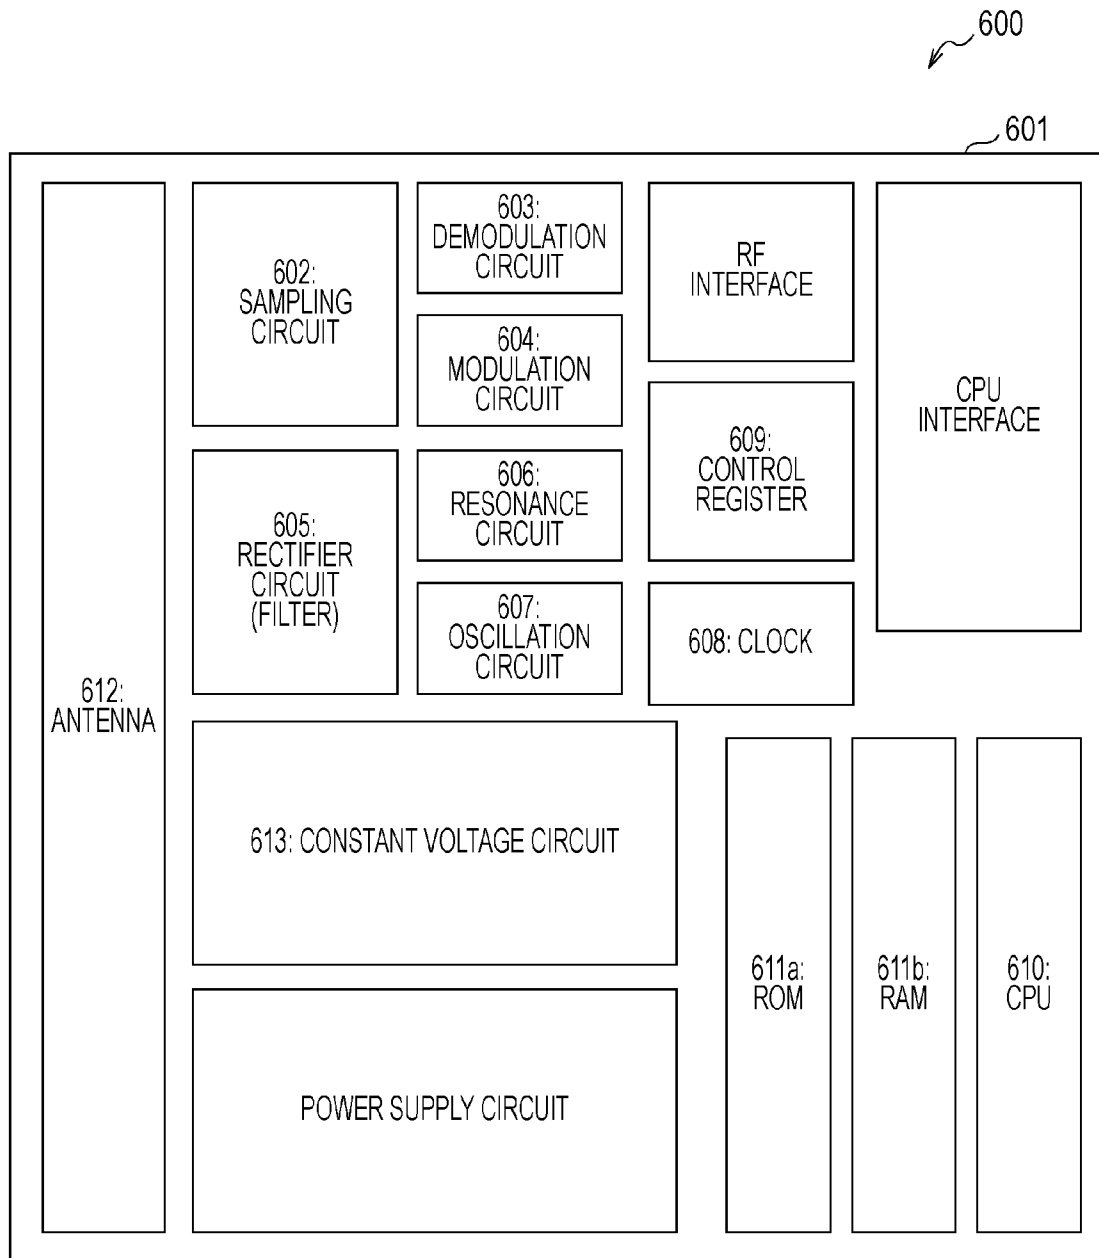 600
601
602:
SAMPLING
CIRCUIT
603:
DEMODULATION
CIRCUIT
604:
MODULATION
CIRCUIT
RF
INTERFACE
CPU
INTERFACE
605:
RECTIFIER
CIRCUIT
(FILTER)
606:
RESONANCE
CIRCUIT
607:
OSCILLATION
CIRCUIT
609:
CONTROL
REGISTER
608: CLOCK
612:
ANTENNA
613: CONSTANT VOLTAGE CIRCUIT
POWER SUPPLY CIRCUIT
611a:
ROM
611b:
RAM
610:
CPU